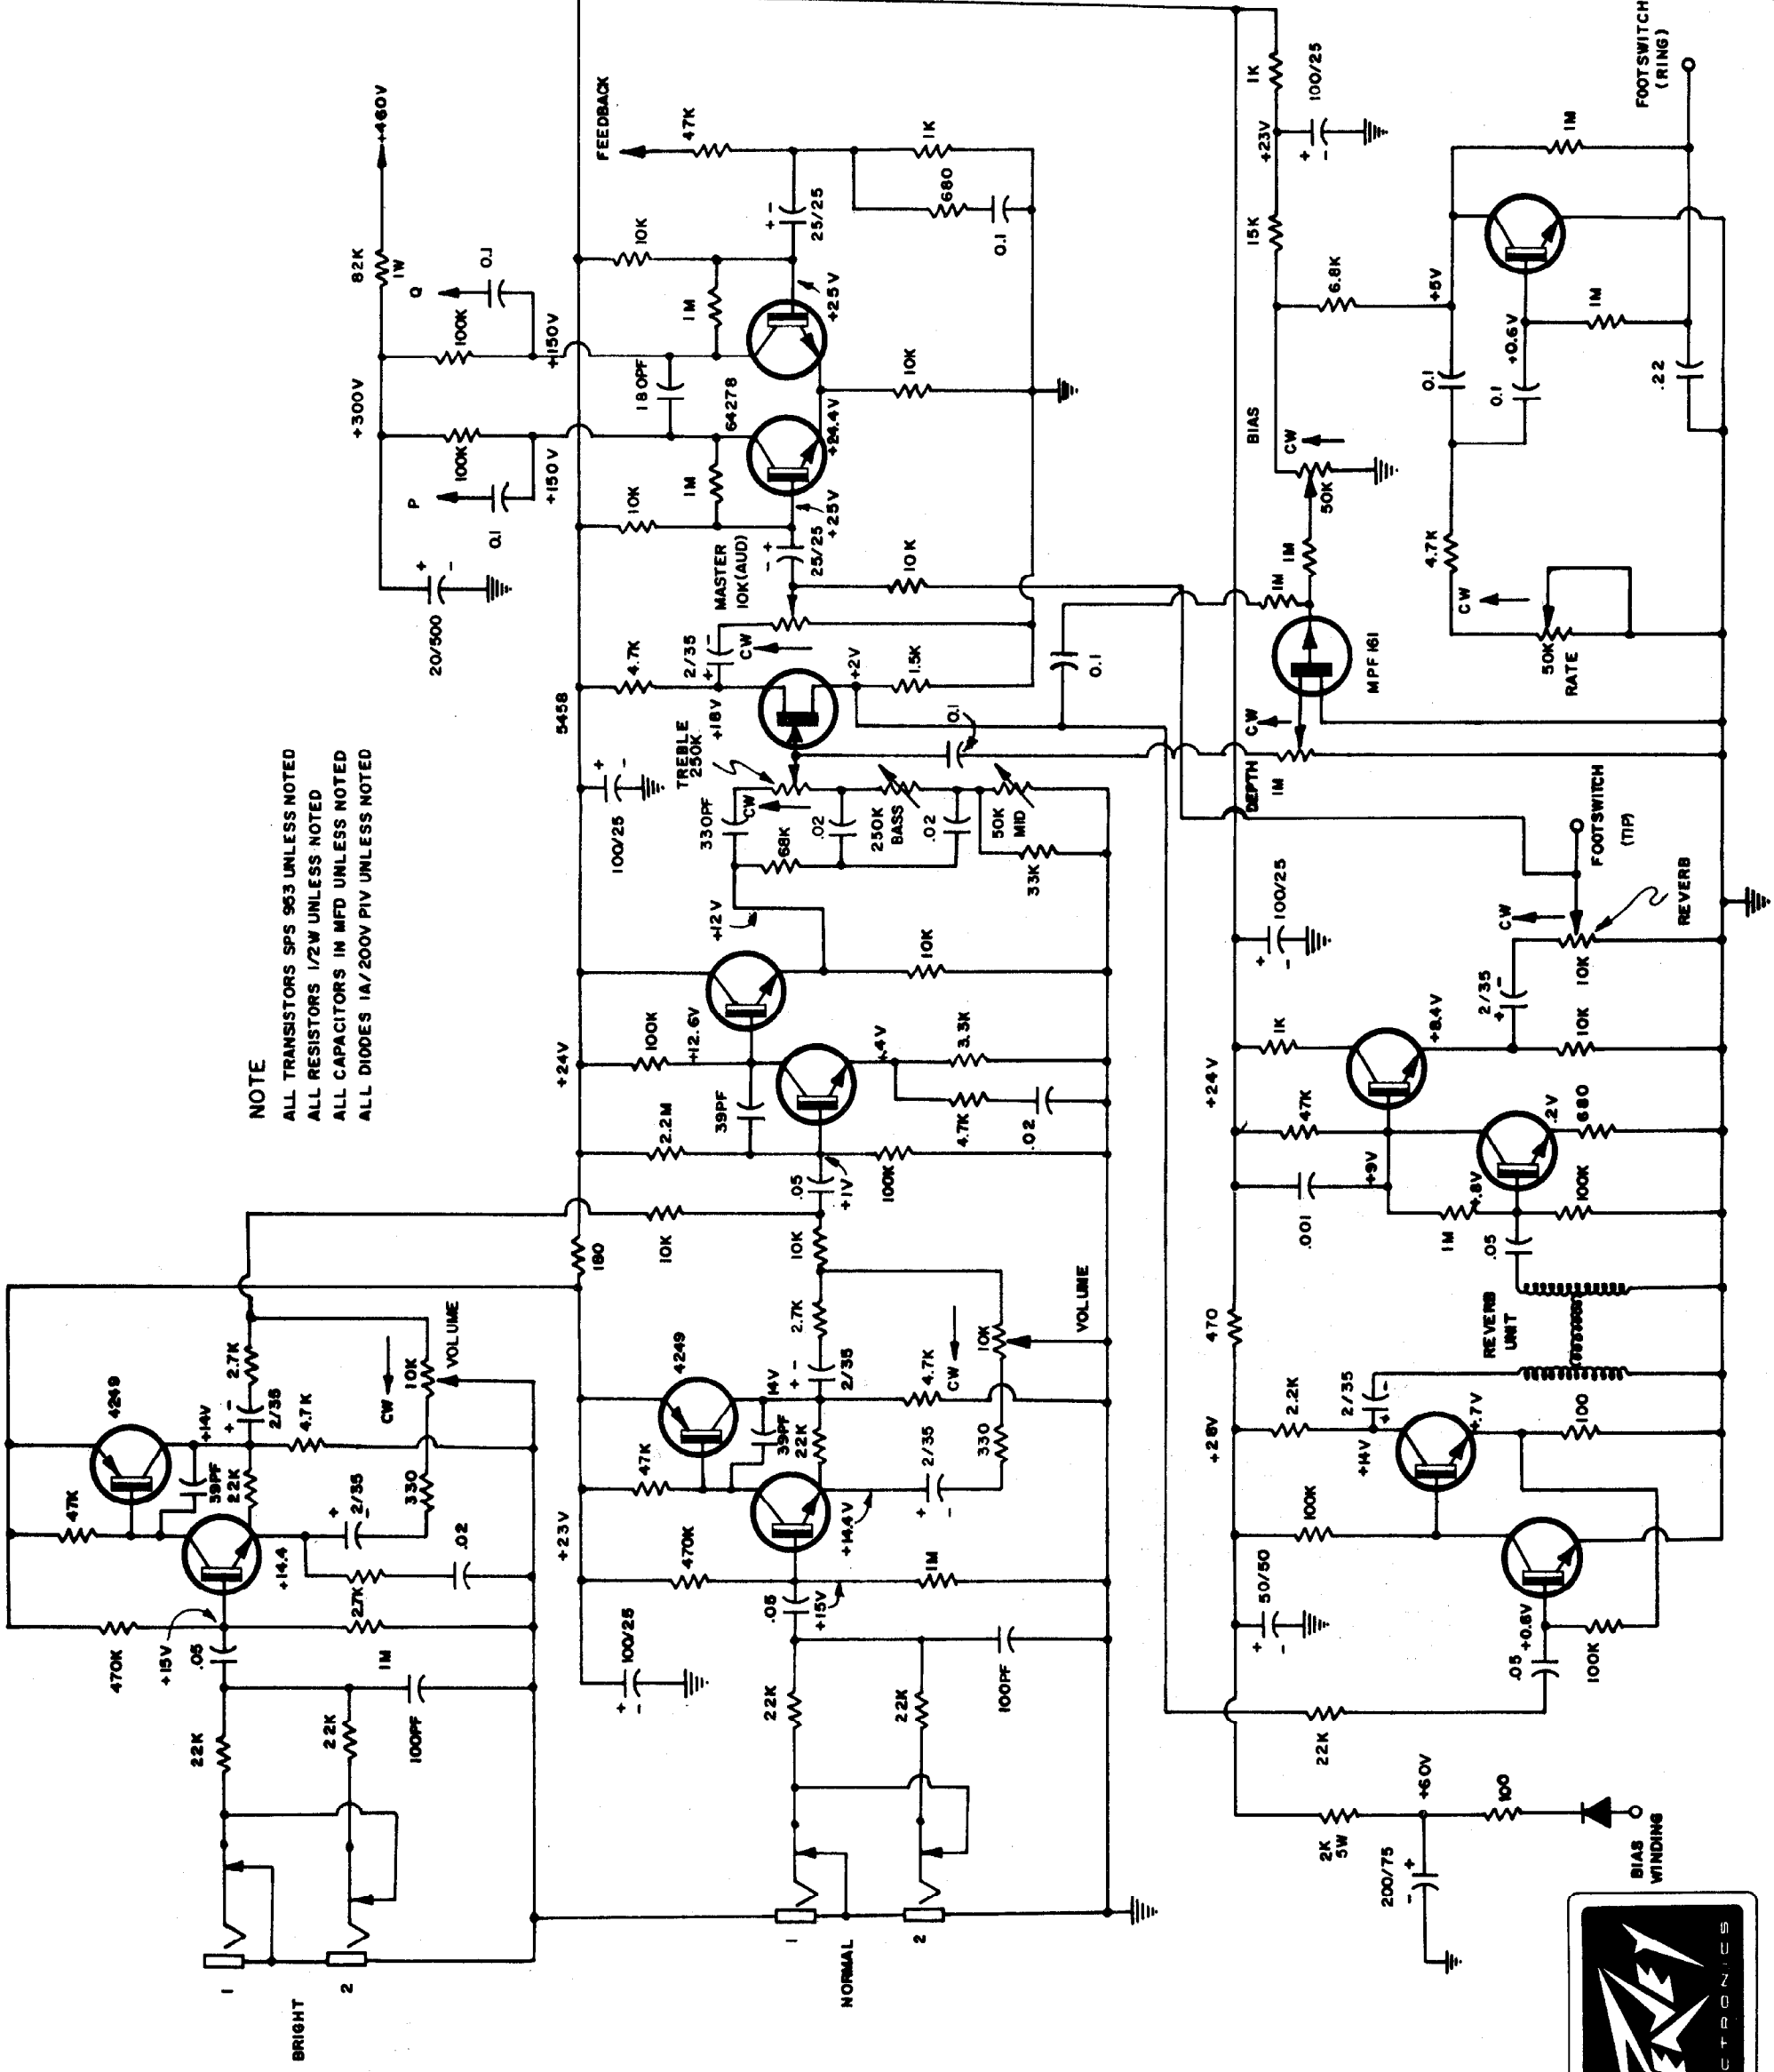 NOTE
ALL TRANSISTORS SPS 953 UNLESS NOTED
ALL RESISTORS 1/2W UNLESS NOTED
ALL CAPACITORS IN MFD UNLESS NOTED
ALL DIODES 1A/200V PIV UNLESS NOTED
BRIGHT
1
2
22K
22K
100PF
.05
+15V
470K
1M
47K
4249
+14.4
39PF
22K
+14V
+ -
2/35
2.7K
4.7K
+
-
2/35
330
2.7K
.02
CW
10K
VOLUME
NORMAL
1
2
22K
22K
100PF
+
-
100/25
+23V
.05
+15V
470K
1M
47K
4249
+14.4V
39PF
22K
14V
+ -
2/35
2.7K
4.7K
+
-
2/35
330
CW
10K
VOLUME
10K
10K
180
.05
+1V
2.2M
100K
39PF
+24V
100K
+12.6V
.4V
3.3K
4.7K
.02
10K
+12V
330PF
68K
CW
TREBLE
250K
.02
250K
BASS
.02
50K
MID
33K
100/25
+
-
5458
4.7K
+18V
+2V
1.5K
0.1
2/35
+
-
CW
MASTER
10K(AUD)
- +
25/25
10K
0.1
10K
1M
+25V
64278
+24.4V
180PF
10K
1M
10K
+25V
+ -
25/25
FEEDBACK
47K
1K
680
0.1
20/500
+
-
P
0.1
+150V
100K
+300V
Q
0.1
+150V
100K
82K
1W
+460V
BIAS
WINDING
100
+60V
200/75
- +
2K
5W
22K
.05
+0.6V
100K
50/50
+
-
100K
+28V
+14V
2.2K
2/35
+ -
+.7V
100
REVERB
UNIT
470
.05
1M
.001
+.8V
100K
+9V
47K
+24V
.2V
680
1K
+8.4V
10K
2/35
+ -
10K
CW
REVERB
+
-
100/25
FOOTSWITCH
(TIP)
DEPTH
1M
CW
MPF161
1M
1M
50K
CW
BIAS
15K
+23V
1K
+
-
100/25
6.8K
+5V
RATE
50K
CW
4.7K
0.1
0.1
+0.6V
1M
.22
1M
FOOTSWITCH
(RING)
CTRONICS